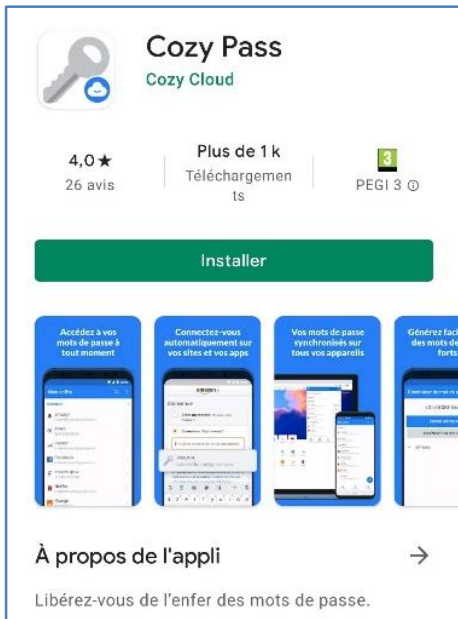 Cozy Pass
Cozy Cloud
4,0★
26 avis
Plus de 1 k
Téléchargemen
ts
3
PEGI 3
Installer
Accédez à vos
mots de passe à
tout moment
Connectez-vous
automatiquement sur
vos sites et vos apps
Vos mots de passe
synchronisés sur
tous vos appareils
Générez faci
des mots de
forts
À propos de l'appli
Libérez-vous de l'enfer des mots de passe.